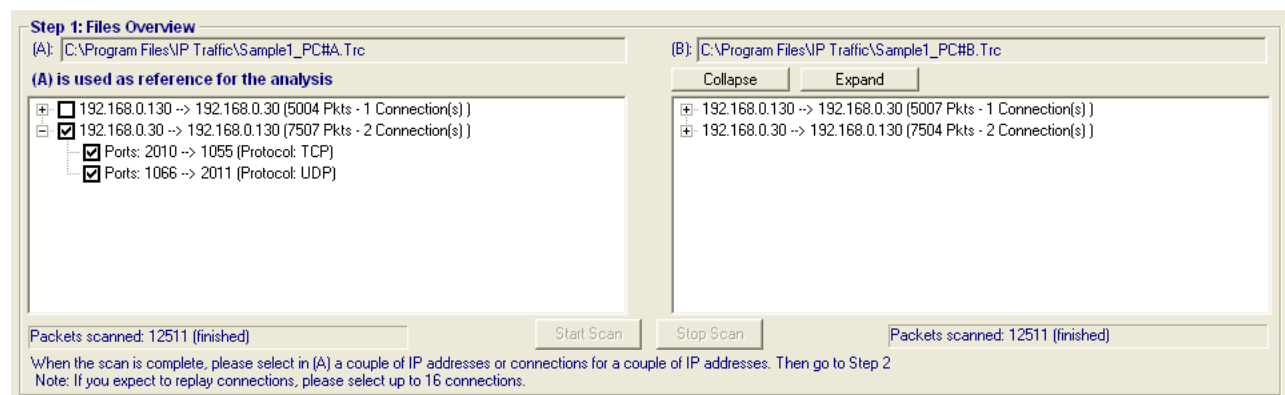 Step 1: Files Overview
(A): C:\Program Files\IP Traffic\Sample1_PC#A.Trc
(B): C:\Program Files\IP Traffic\Sample1_PC#B.Trc
(A) is used as reference for the analysis
Collapse Expand
192.168.0.130 --> 192.168.0.30 (5004 Pkts - 1 Connection(s) )
192.168.0.30 --> 192.168.0.130 (7507 Pkts - 2 Connection(s) )
Ports: 2010 --> 1055 (Protocol: TCP)
Ports: 1066 --> 2011 (Protocol: UDP)
192.168.0.130 --> 192.168.0.30 (5007 Pkts - 1 Connection(s) )
192.168.0.30 --> 192.168.0.130 (7504 Pkts - 2 Connection(s) )
Packets scanned: 12511 (finished)
Start Scan
Stop Scan
Packets scanned: 12511 (finished)
When the scan is complete, please select in (A) a couple of IP addresses or connections for a couple of IP addresses. Then go to Step 2
Note: If you expect to replay connections, please select up to 16 connections.